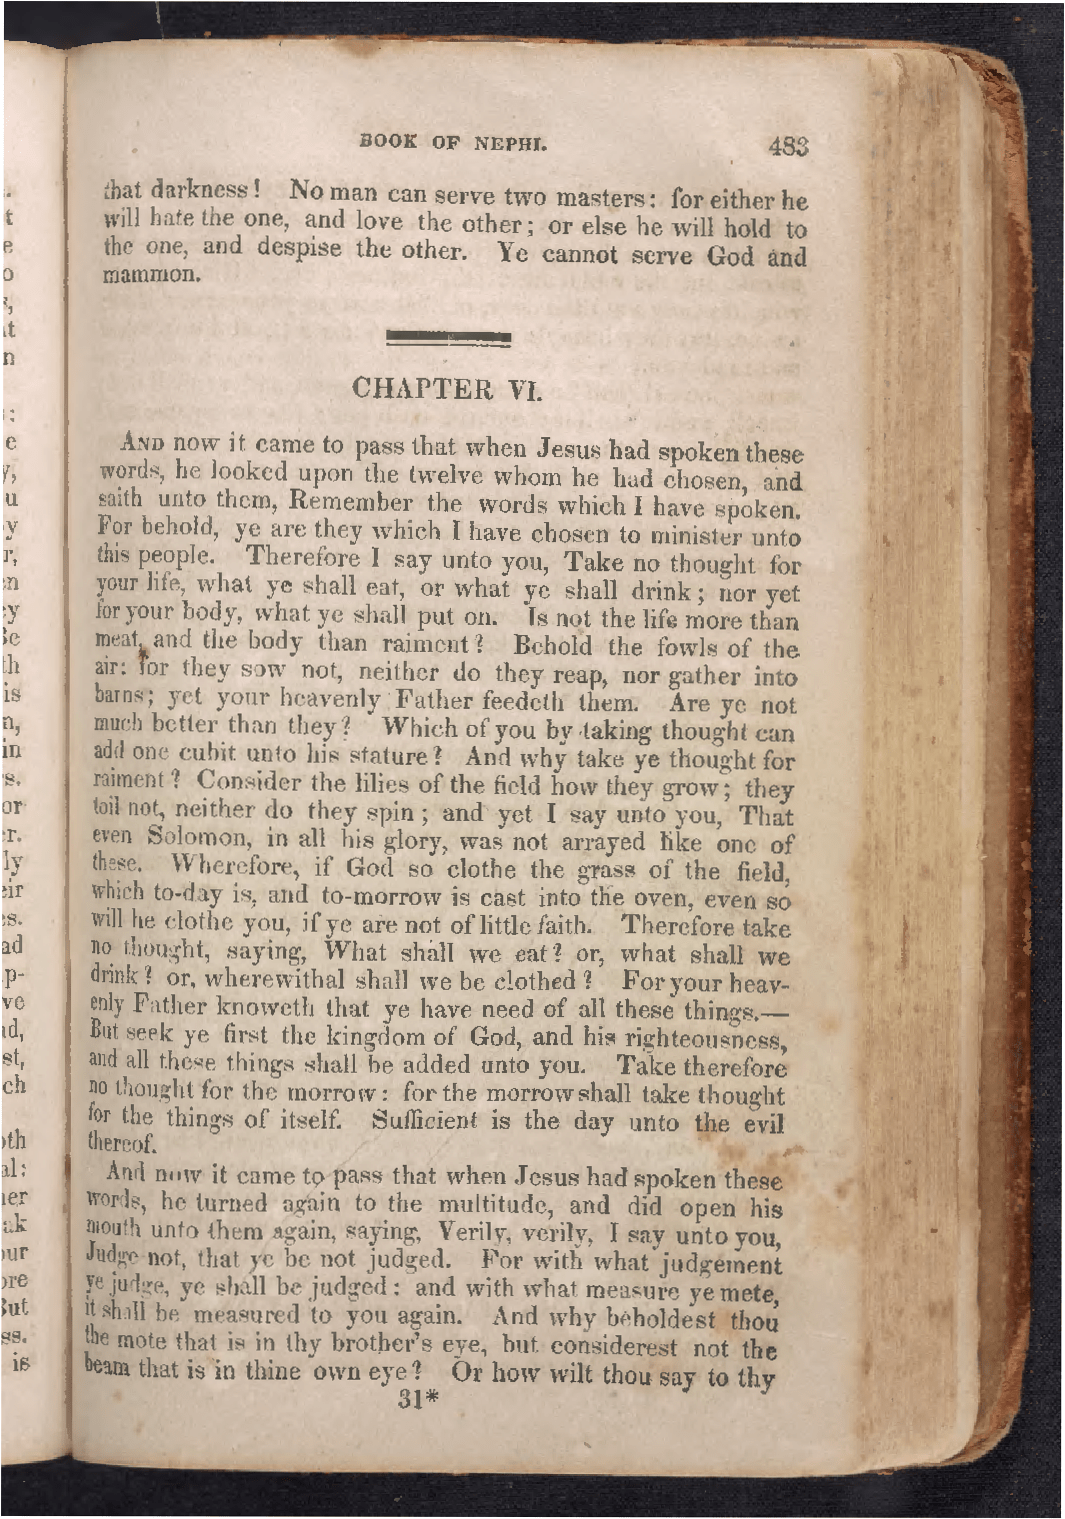 BOOK OF NEPHI. 483
that darkness! No man can serve two masters: for either he
will hate the one, and love the other; or else he will hold to
the one, and despise the other. Ye cannot serve God and
mammon.
CHAPTER VI.
AND now it came to pass that when Jesus had spoken these
words, he looked upon the twelve whom he had chosen, and
saith unto them, Remember the words which I have spoken.
For behold, ye are they which I have chosen to minister unto
this people. Therefore I say unto you, Take no thought for
your life, what ye shall eat, or what ye shall drink; nor yet
for your body, what ye shall put on. Is not the life more than
meat, and the body than raiment? Behold the fowls of the
air: for they sow not, neither do they reap, nor gather into
barns; yet your heavenly Father feedeth them. Are ye not
much better than they? Which of you by taking thought can
add one cubit unto his stature? And why take ye thought for
raiment? Consider the lilies of the field how they grow; they
toil not, neither do they spin; and yet I say unto you, That
even Solomon, in all his glory, was not arrayed like one of
these. Wherefore, if God so clothe the grass of the field,
which to-day is, and to-morrow is cast into the oven, even so
will he clothe you, if ye are not of little faith. Therefore take
no thought, saying, What shall we eat? or, what shall we
drink? or, wherewithal shall we be clothed? For your heav-
enly Father knoweth that ye have need of all these things.—
But seek ye first the kingdom of God, and his righteousness,
and all these things shall be added unto you. Take therefore
no thought for the morrow: for the morrow shall take thought
for the things of itself. Sufficient is the day unto the evil
thereof.
And now it came to pass that when Jesus had spoken these
words, he turned again to the multitude, and did open his
mouth unto them again, saying, Verily, verily, I say unto you,
Judge not, that ye be not judged. For with what judgement
ye judge, ye shall be judged: and with what measure ye mete,
it shall be measured to you again. And why beholdest thou
the mote that is in thy brother's eye, but considerest not the
beam that is in thine own eye? Or how wilt thou say to thy
31*